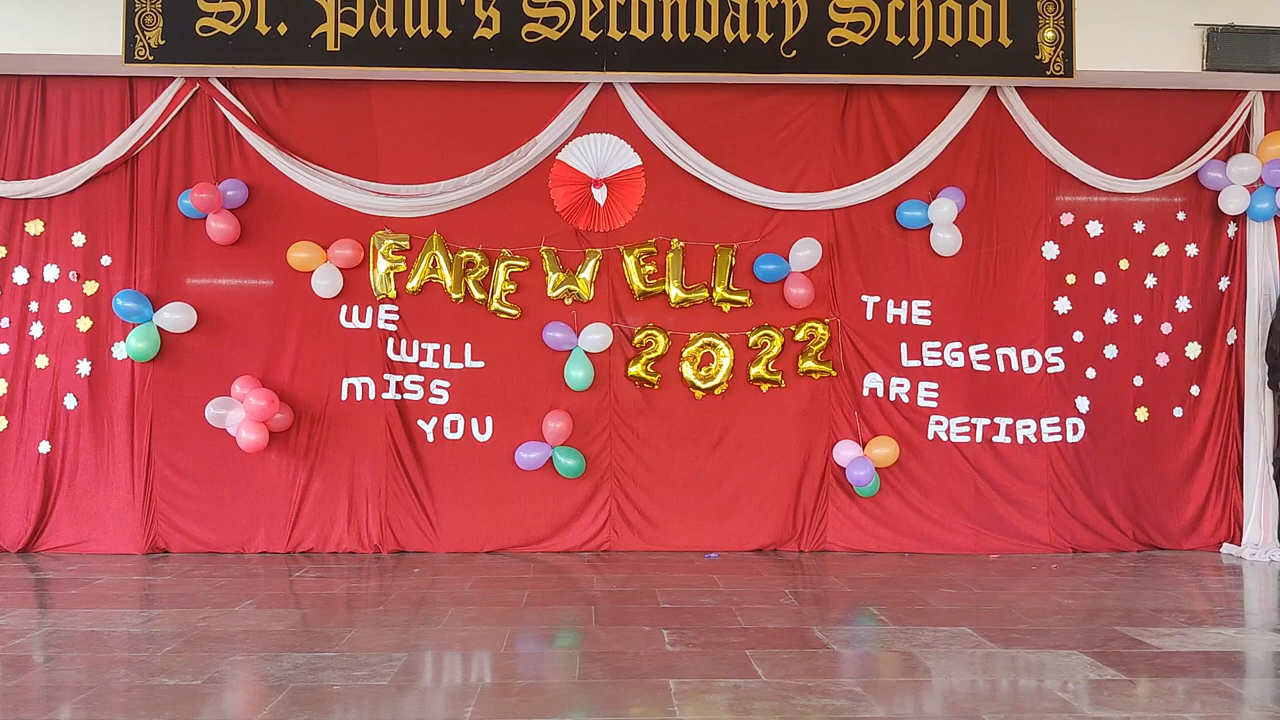 St. Paul's Secondary School
FAREWELL
2022
WE
WILL
MISS
YOU
THE
LEGENDS
ARE
RETIRED